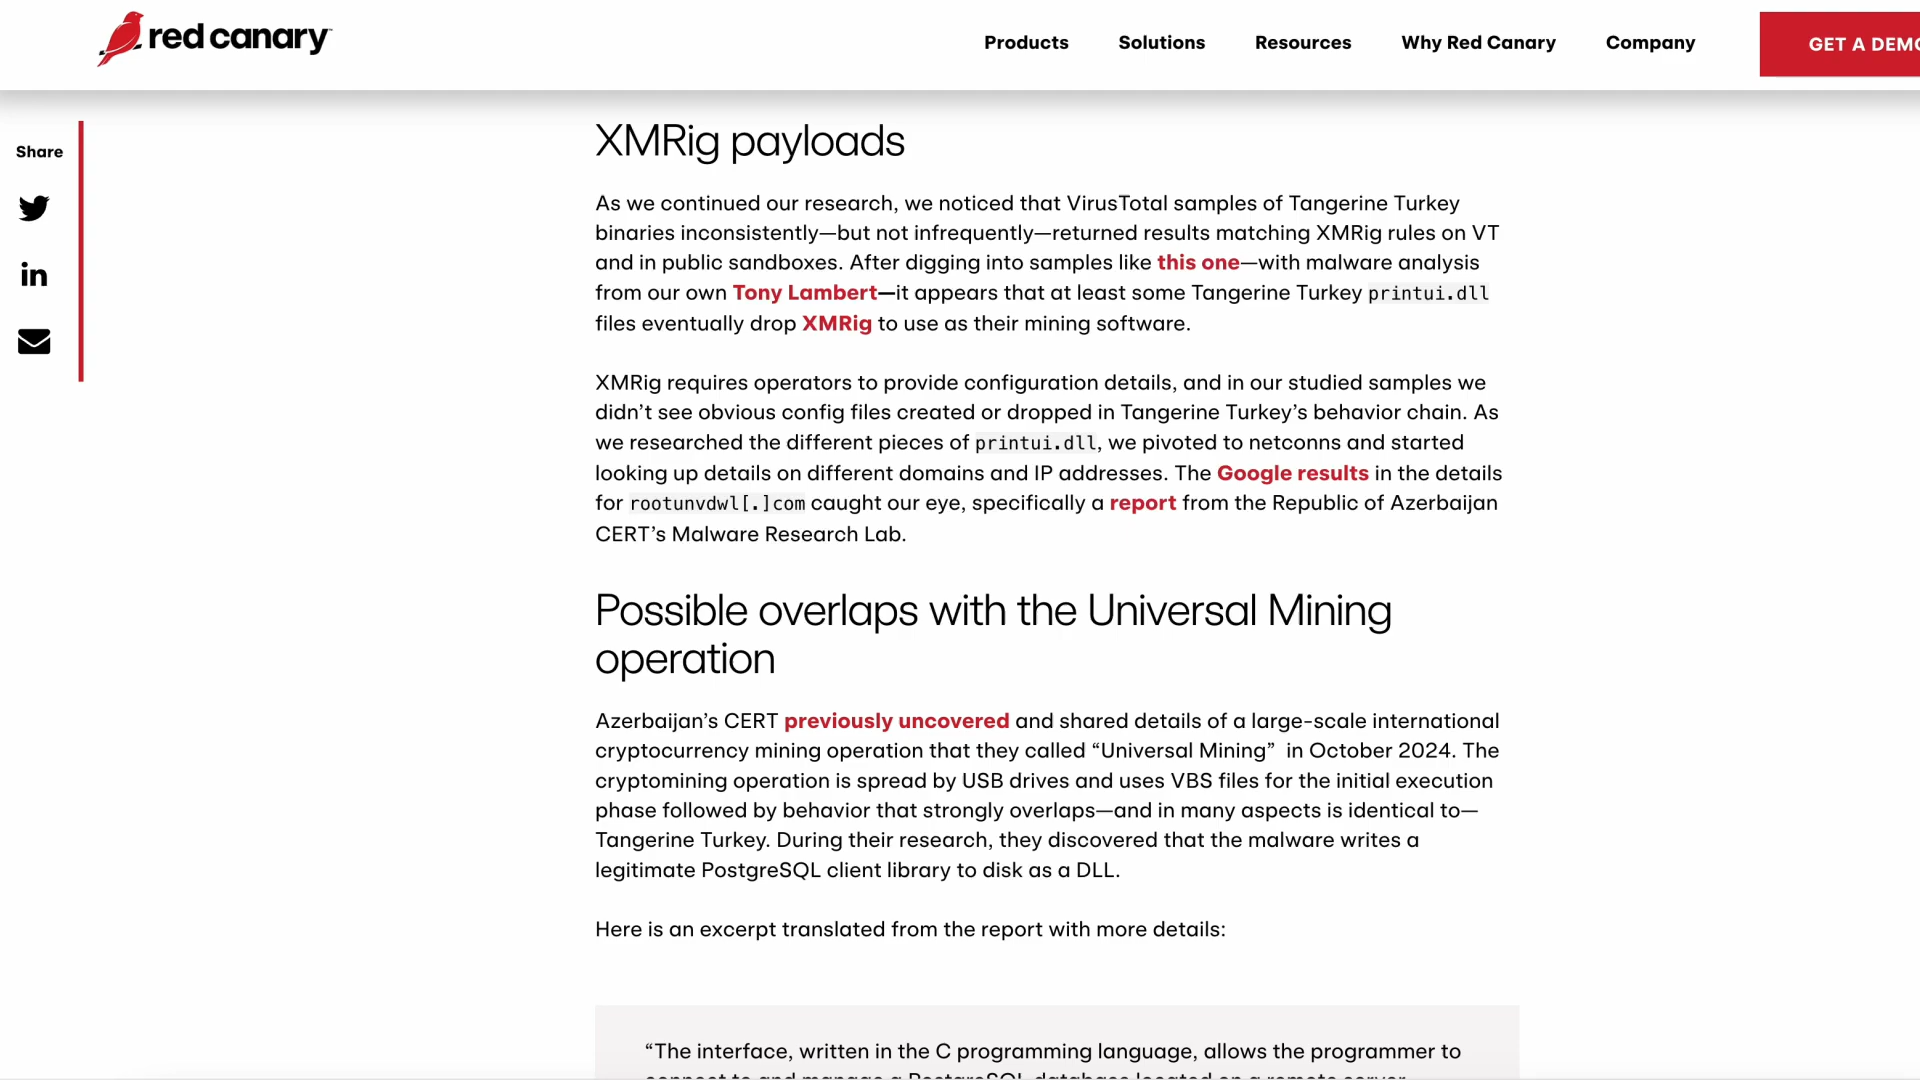 red canary
Products
Solutions
Resources
Why Red Canary
Company
GET A DEMO
Share
XMRig payloads
As we continued our research, we noticed that VirusTotal samples of Tangerine Turkey
binaries inconsistently—but not infrequently—returned results matching XMRig rules on VT
and in public sandboxes. After digging into samples like this one—with malware analysis
from our own Tony Lambert—it appears that at least some Tangerine Turkey printui.dll
files eventually drop XMRig to use as their mining software.
XMRig requires operators to provide configuration details, and in our studied samples we
didn’t see obvious config files created or dropped in Tangerine Turkey’s behavior chain. As
we researched the different pieces of printui.dll, we pivoted to netconns and started
looking up details on different domains and IP addresses. The Google results in the details
for rootunvdwl[.]com caught our eye, specifically a report from the Republic of Azerbaijan
CERT’s Malware Research Lab.
Possible overlaps with the Universal Mining
operation
Azerbaijan’s CERT previously uncovered and shared details of a large-scale international
cryptocurrency mining operation that they called “Universal Mining” in October 2024. The
cryptomining operation is spread by USB drives and uses VBS files for the initial execution
phase followed by behavior that strongly overlaps—and in many aspects is identical to—
Tangerine Turkey. During their research, they discovered that the malware writes a
legitimate PostgreSQL client library to disk as a DLL.
Here is an excerpt translated from the report with more details:
“The interface, written in the C programming language, allows the programmer to
connect to and manage a PostgreSQL database located on a remote server